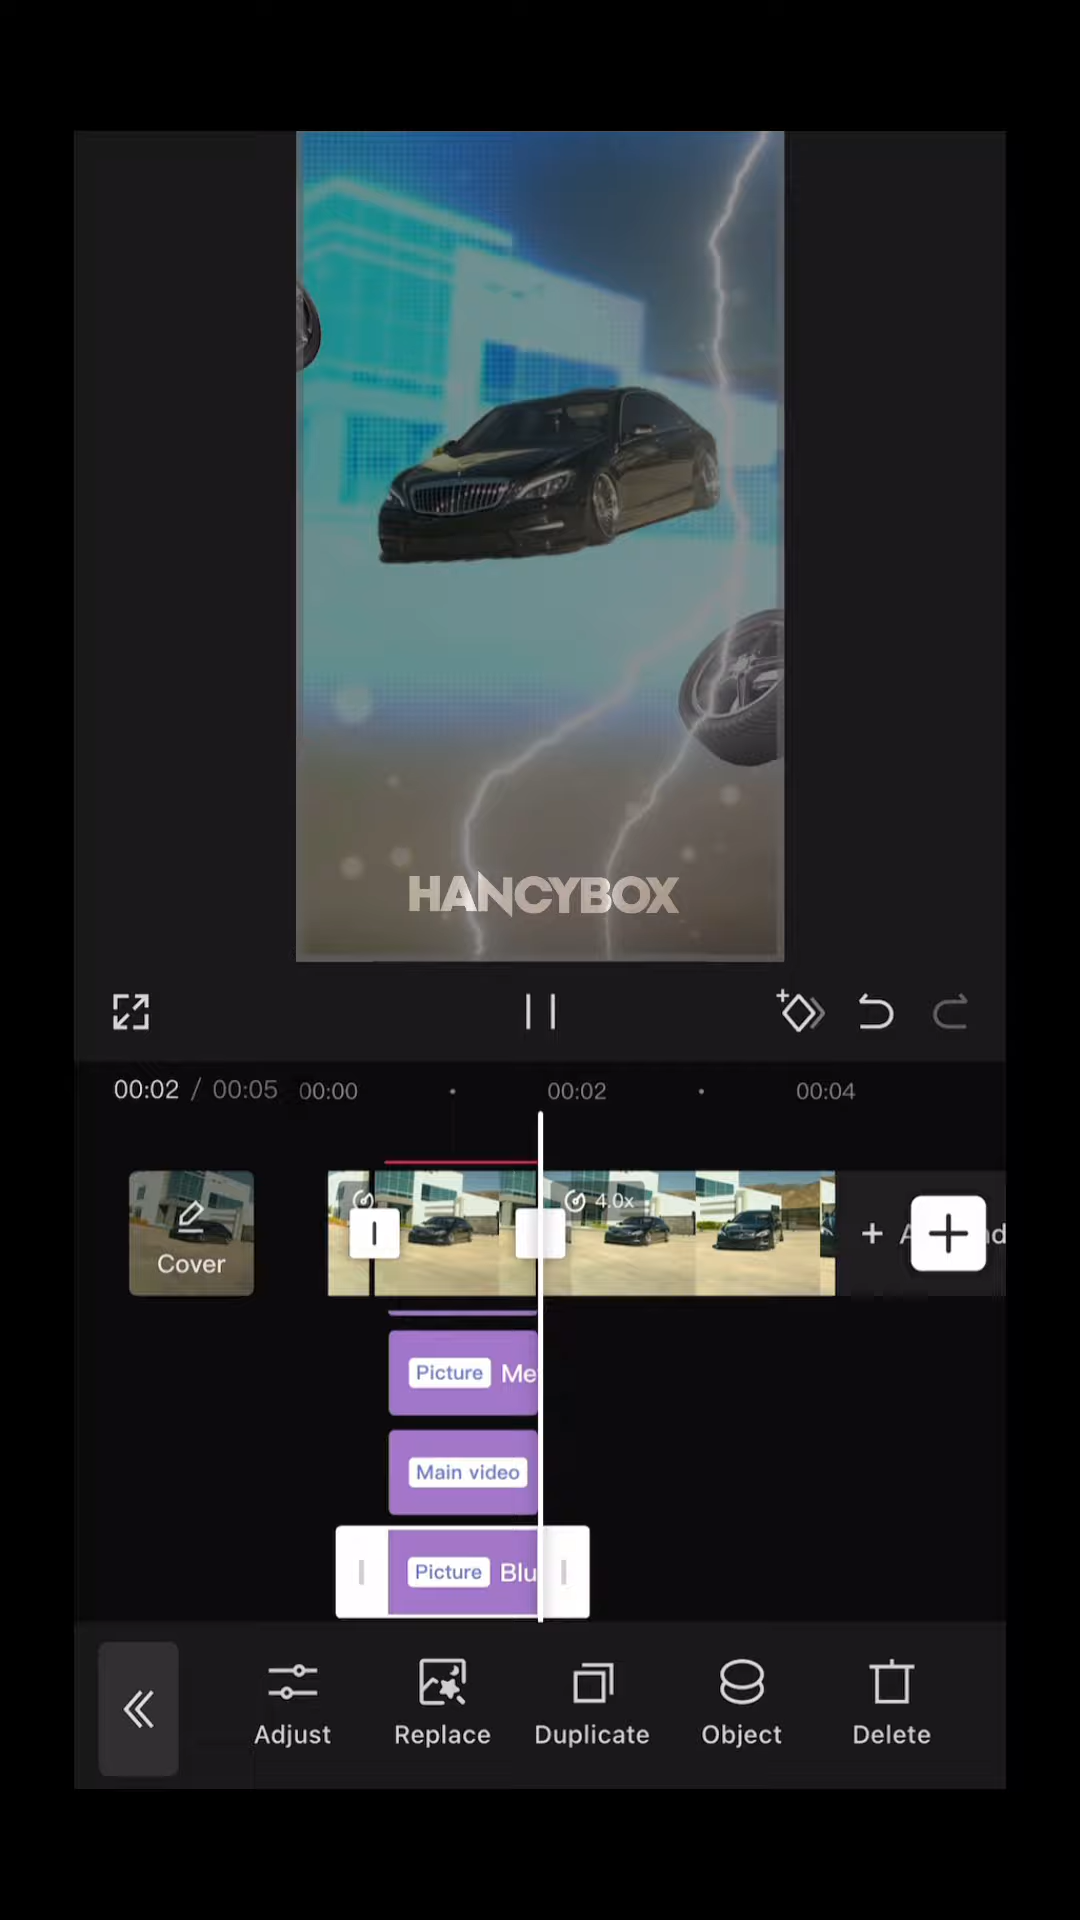 HANCYBOX
00:02 / 00:05 00:00 00:02 00:04
4.0x
Cover
Picture Me
Main video
Picture Blu
Adjust Replace Duplicate Object Delete